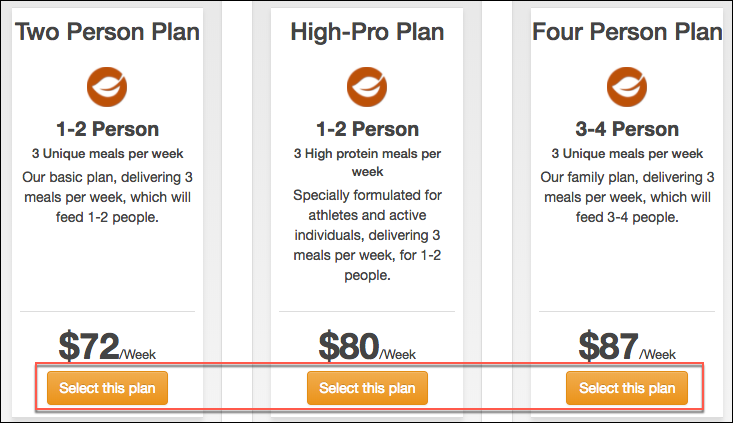 Two Person Plan
1-2 Person
3 Unique meals per week
Our basic plan, delivering 3
meals per week, which will
feed 1-2 people.
$72/Week
Select this plan
High-Pro Plan
1-2 Person
3 High protein meals per
week
Specially formulated for
athletes and active
individuals, delivering 3
meals per week, for 1-2
people.
$80/Week
Select this plan
Four Person Plan
3-4 Person
3 Unique meals per week
Our family plan, delivering 3
meals per week, which will
feed 3-4 people.
$87/Week
Select this plan